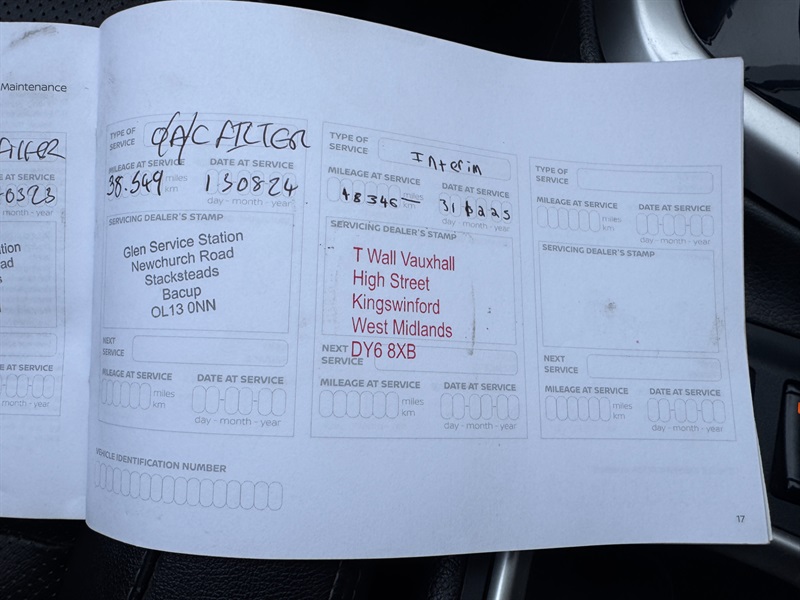 Maintenance
date - month - year
TYPE OF SERVICE
O/A/C FILTER
MILEAGE AT SERVICE
38.549
miles
km
DATE AT SERVICE
130824
day - month - year
SERVICING DEALER'S STAMP
Glen Service Station
Newchurch Road
Stacksteads
Bacup
OL13 0NN
NEXT SERVICE
MILEAGE AT SERVICE
miles
km
DATE AT SERVICE
day - month - year
VEHICLE IDENTIFICATION NUMBER
TYPE OF SERVICE
Interim
MILEAGE AT SERVICE
48346
miles
km
DATE AT SERVICE
day - month - year
SERVICING DEALER'S STAMP
T Wall Vauxhall
High Street
Kingswinford
West Midlands
DY6 8XB
NEXT SERVICE
MILEAGE AT SERVICE
miles
km
DATE AT SERVICE
day - month - year
TYPE OF SERVICE
MILEAGE AT SERVICE
miles
km
DATE AT SERVICE
day - month - year
SERVICING DEALER'S STAMP
NEXT SERVICE
MILEAGE AT SERVICE
miles
km
DATE AT SERVICE
day - month - year
17